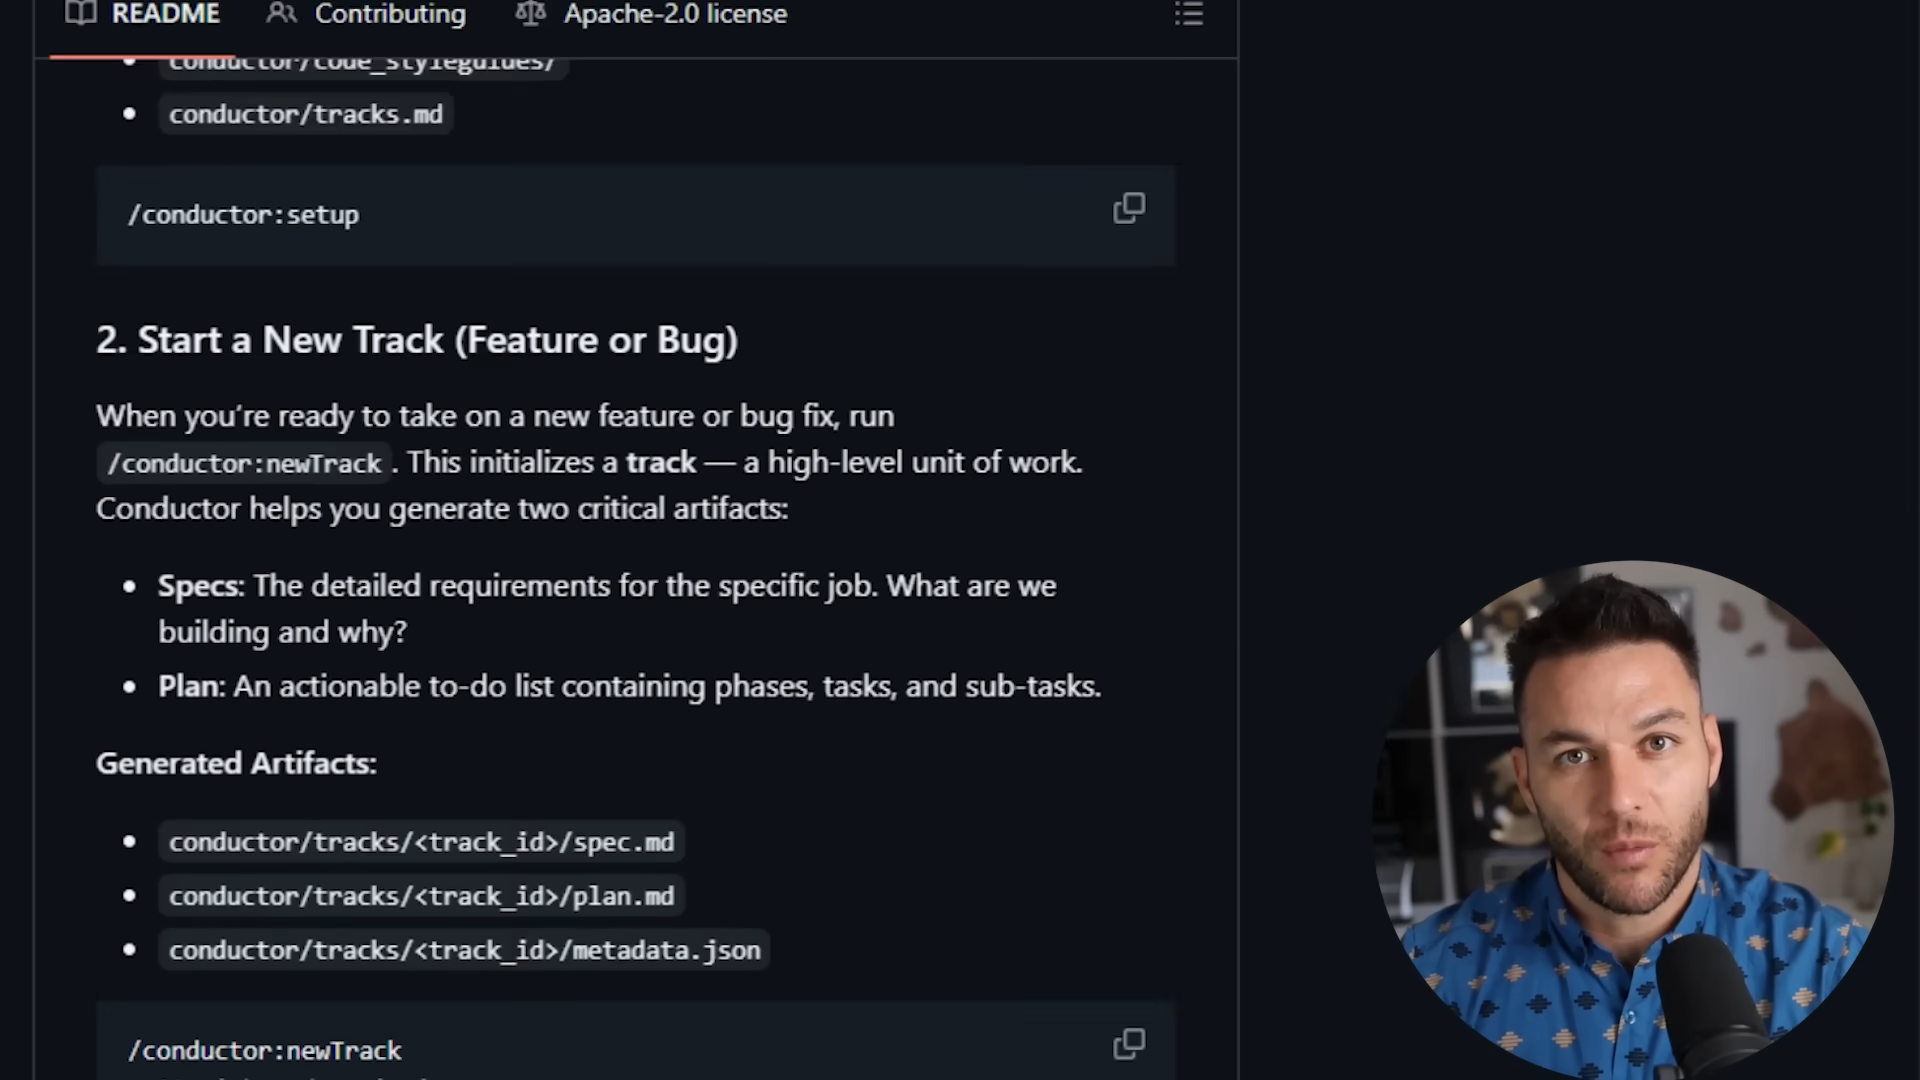 README
Contributing
Apache-2.0 license
conductor/code_styleguides/
conductor/tracks.md
/conductor:setup
2. Start a New Track (Feature or Bug)
When you're ready to take on a new feature or bug fix, run
/conductor:newTrack. This initializes a track — a high-level unit of work.
Conductor helps you generate two critical artifacts:
Specs: The detailed requirements for the specific job. What are we
building and why?
Plan: An actionable to-do list containing phases, tasks, and sub-tasks.
Generated Artifacts:
conductor/tracks/<track_id>/spec.md
conductor/tracks/<track_id>/plan.md
conductor/tracks/<track_id>/metadata.json
/conductor:newTrack